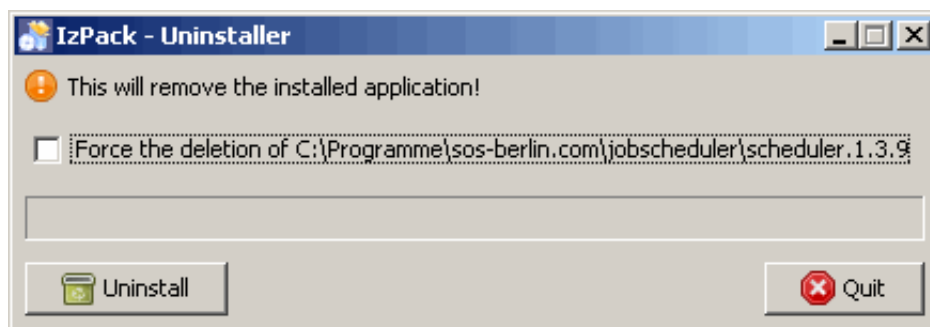 IzPack - Uninstaller
This will remove the installed application!
Force the deletion of C:\Programme\sos-berlin.com\jobscheduler\scheduler.1.3.9
Uninstall
Quit